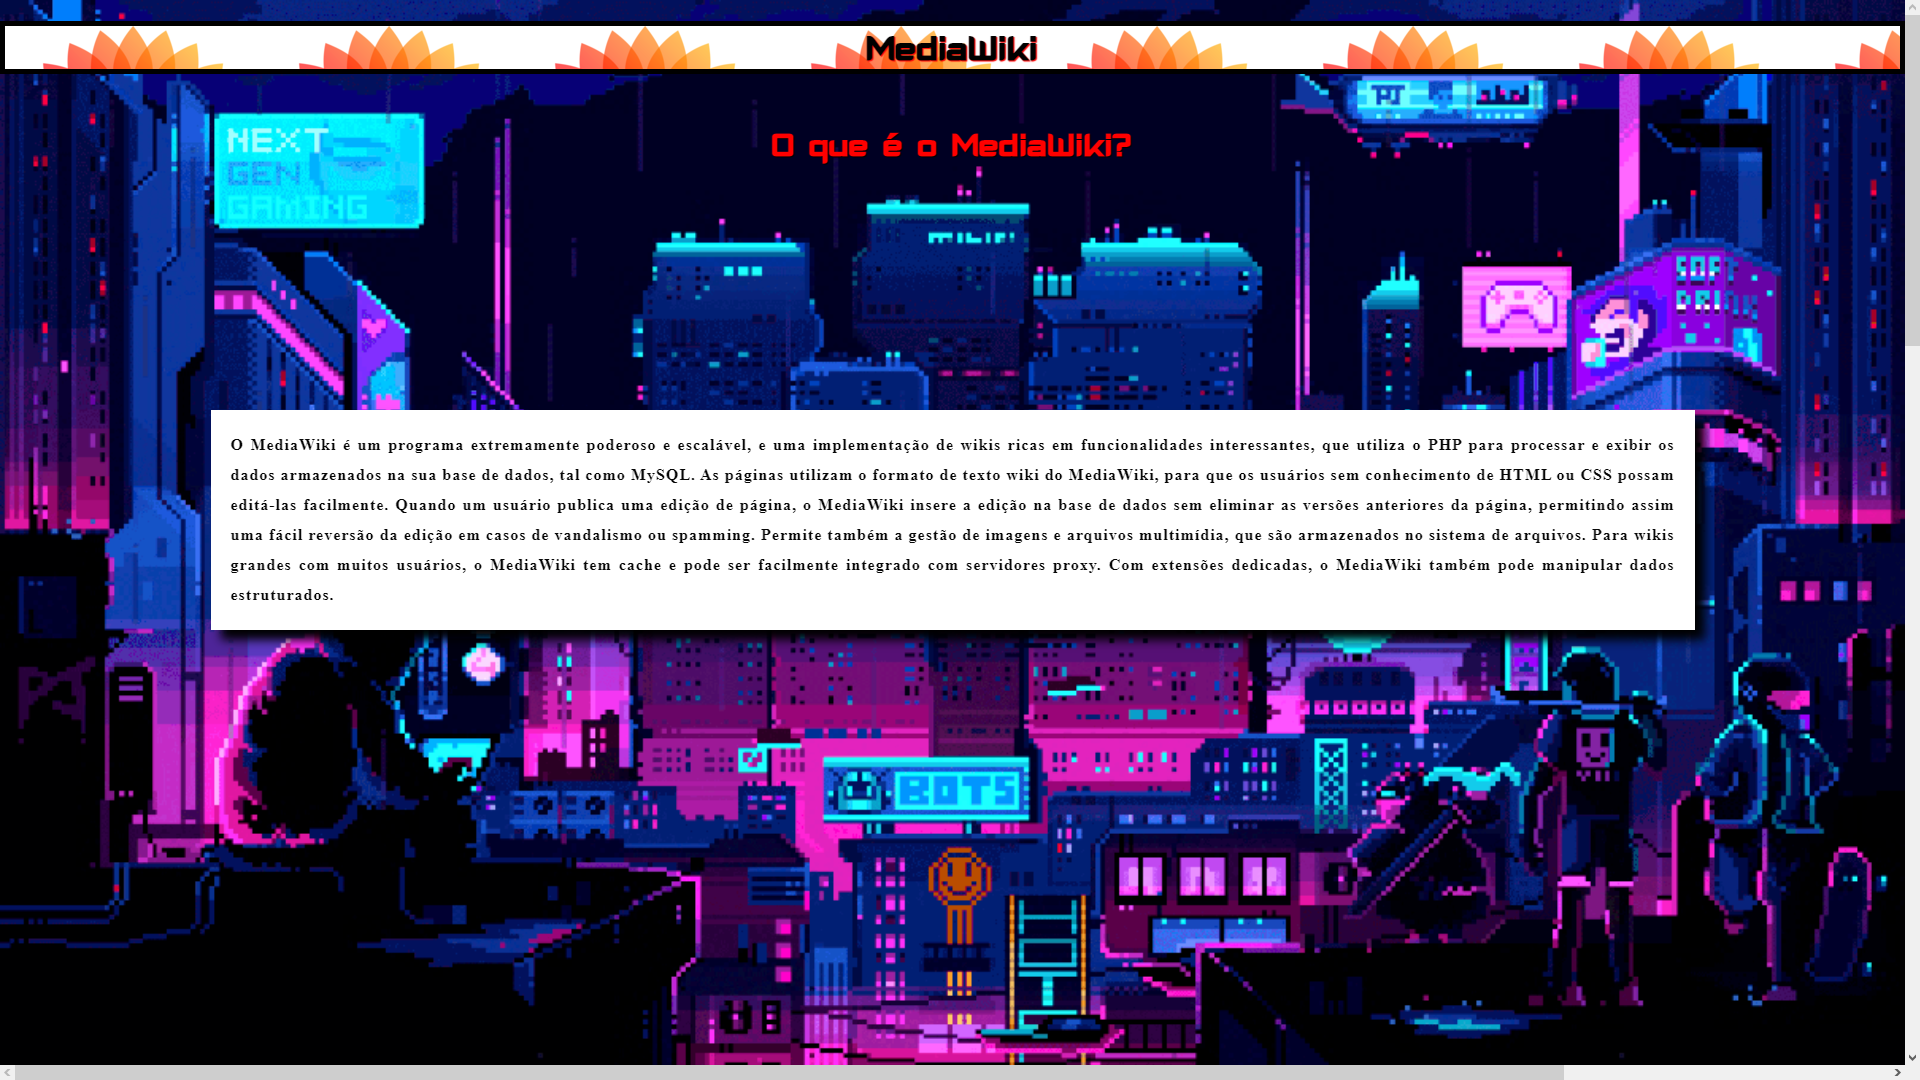 MediaWiki
O que é o MediaWiki?
NEXT
GEN
GAMING
SOFT
DRINK
O MediaWiki é um programa extremamente poderoso e escalável, e uma implementação de wikis ricas em funcionalidades interessantes, que utiliza o PHP para processar e exibir os
dados armazenados na sua base de dados, tal como MySQL. As páginas utilizam o formato de texto wiki do MediaWiki, para que os usuários sem conhecimento de HTML ou CSS possam
editá-las facilmente. Quando um usuário publica uma edição de página, o MediaWiki insere a edição na base de dados sem eliminar as versões anteriores da página, permitindo assim
uma fácil reversão da edição em casos de vandalismo ou spamming. Permite também a gestão de imagens e arquivos multimídia, que são armazenados no sistema de arquivos. Para wikis
grandes com muitos usuários, o MediaWiki tem cache e pode ser facilmente integrado com servidores proxy. Com extensões dedicadas, o MediaWiki também pode manipular dados
estruturados.
BOTS
HOT